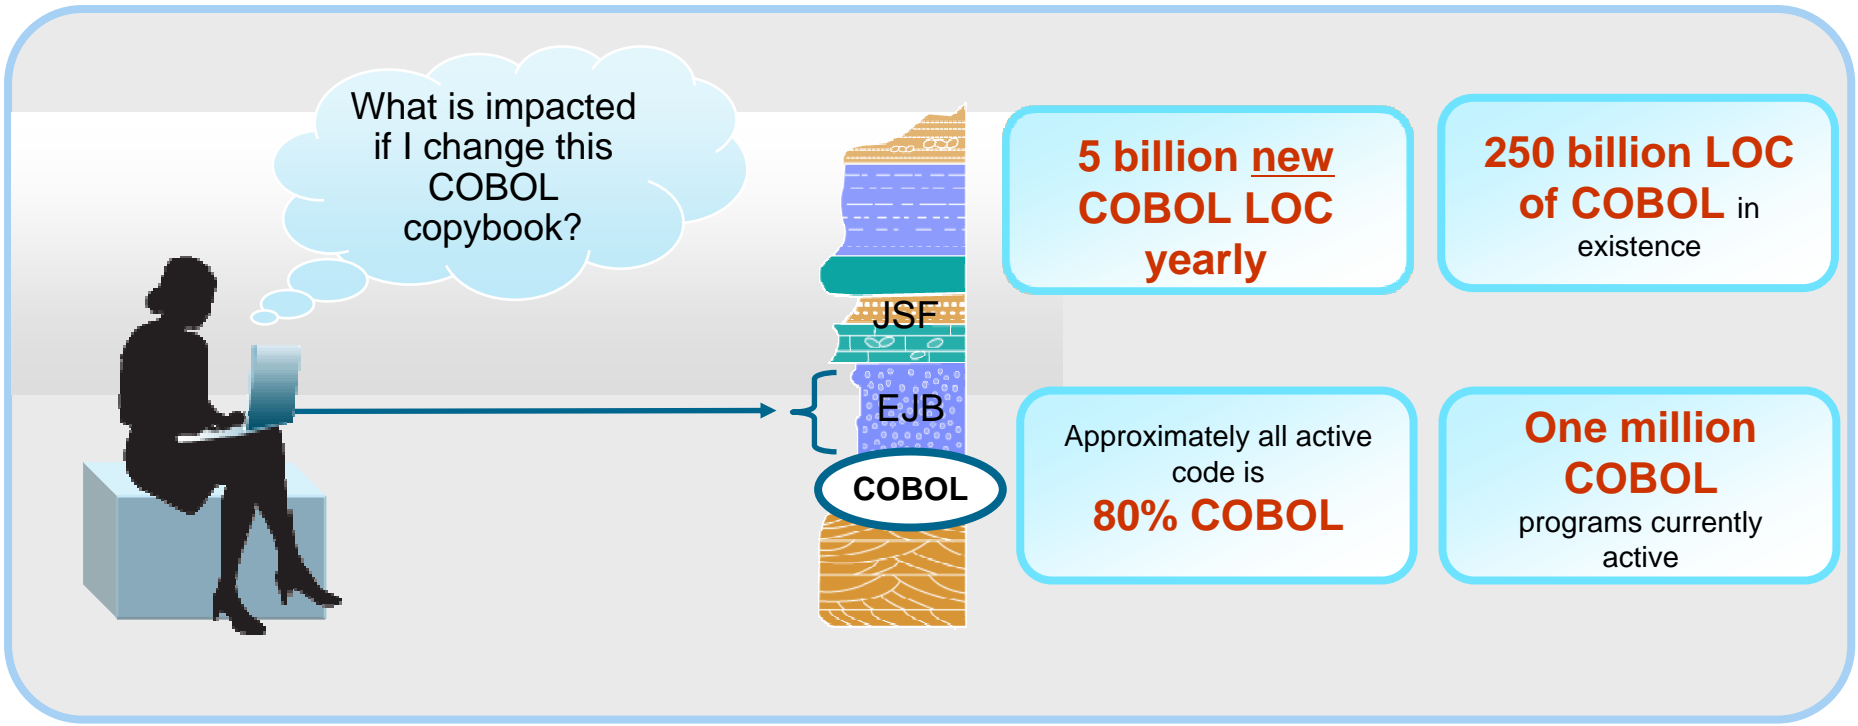 What is impacted
if I change this
COBOL
copybook?
JSF
EJB
COBOL
5 billion new
COBOL LOC
yearly
250 billion LOC
of COBOL in
existence
Approximately all active
code is
80% COBOL
One million
COBOL
programs currently
active